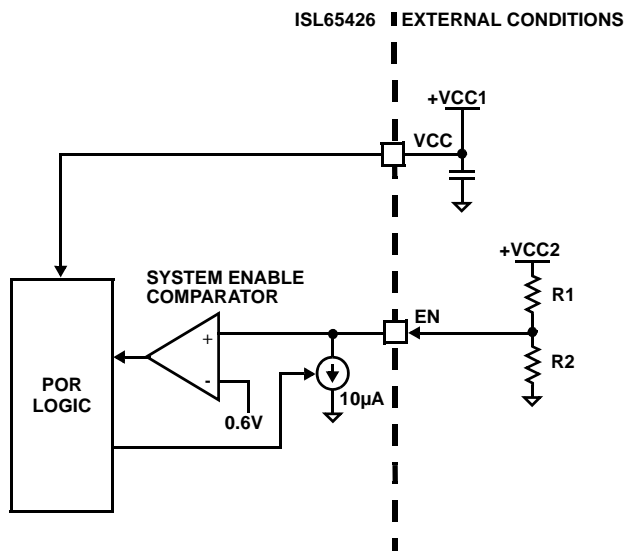 ISL65426
EXTERNAL CONDITIONS
+VCC1
VCC
+VCC2
SYSTEM ENABLE
COMPARATOR
R1
EN
+
R2
POR
LOGIC
-
10µA
0.6V